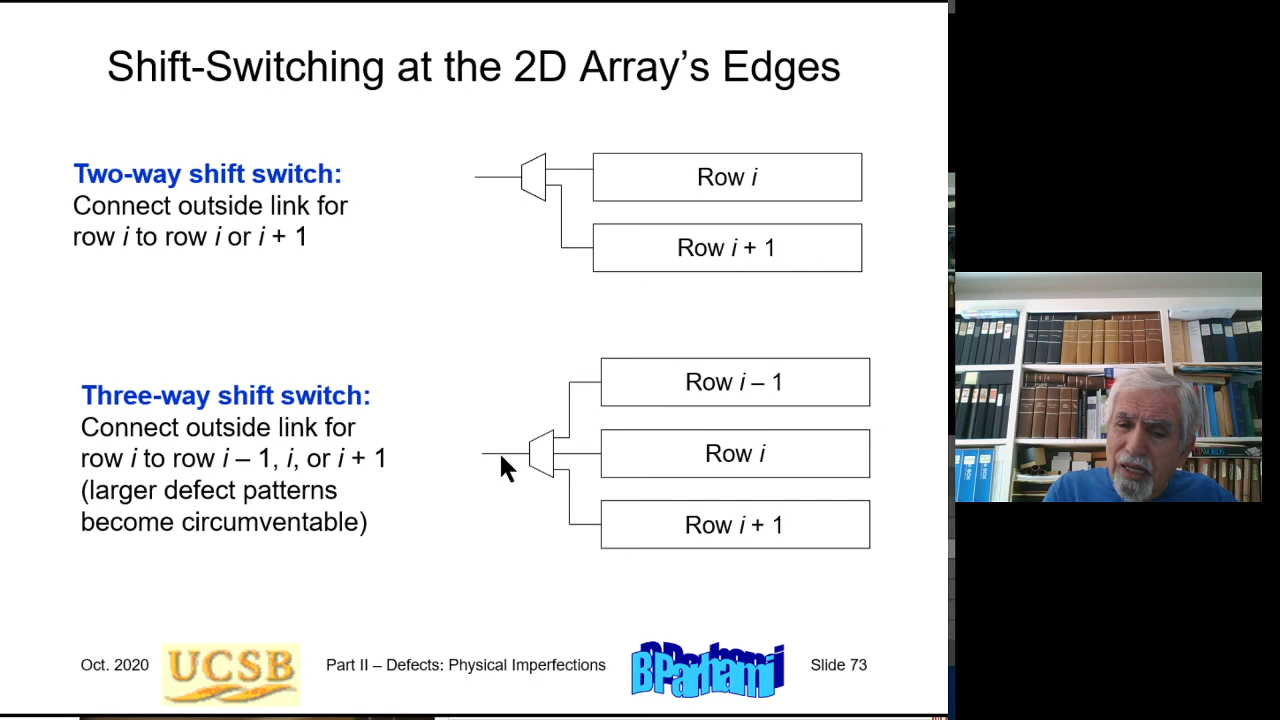 Shift-Switching at the 2D Array’s Edges
Two-way shift switch:
Connect outside link for
row i to row i or i + 1
Row i
Row i + 1
Three-way shift switch:
Connect outside link for
row i to row i – 1, i, or i + 1
(larger defect patterns
become circumventable)
Row i – 1
Row i
Row i + 1
Oct. 2020
UCSB
Part II – Defects: Physical Imperfections
BParhami
Slide 73